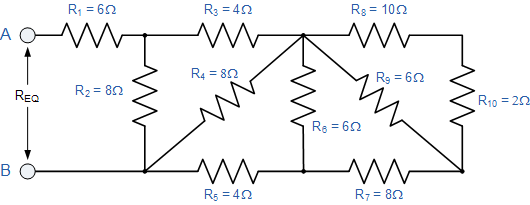 R₁ = 6Ω R₃ = 4Ω R₈ = 10Ω
A
R₂ = 8Ω R₄ = 8Ω R₉ = 6Ω
REQ R₁₀ = 2Ω
R₆ = 6Ω
B
R₅ = 4Ω R₇ = 8Ω